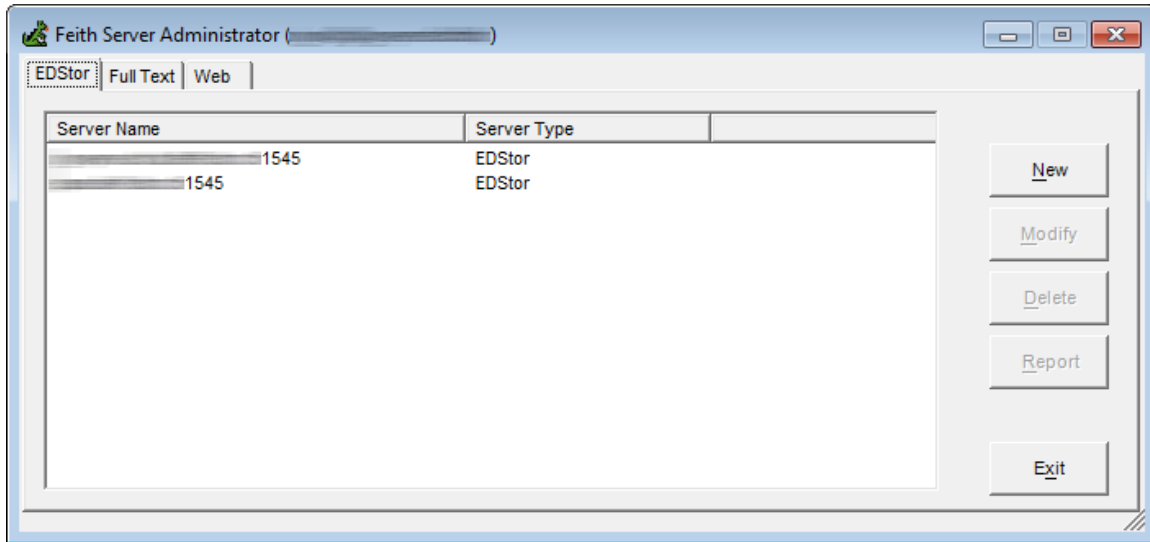 Feith Server Administrator ( )
EDStor Full Text Web
Server Name Server Type
1545 EDStor
1545 EDStor
New
Modify
Delete
Report
Exit